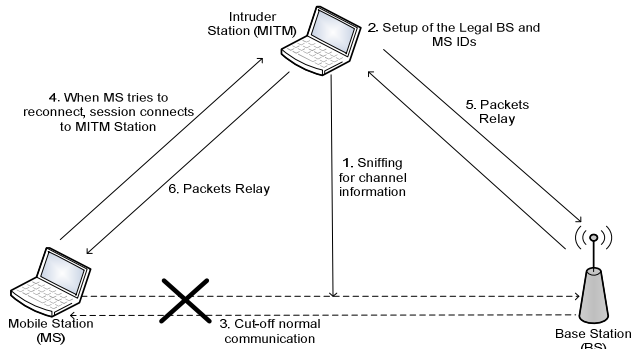 Intruder
Station (MITM)
2. Setup of the Legal BS and
MS IDs
4. When MS tries to
reconnect, session connects
to MITM Station
5. Packets
Relay
1. Sniffing
for channel
information
6. Packets Relay
Mobile Station
(MS)
3. Cut-off normal
communication
Base Station
(BS)